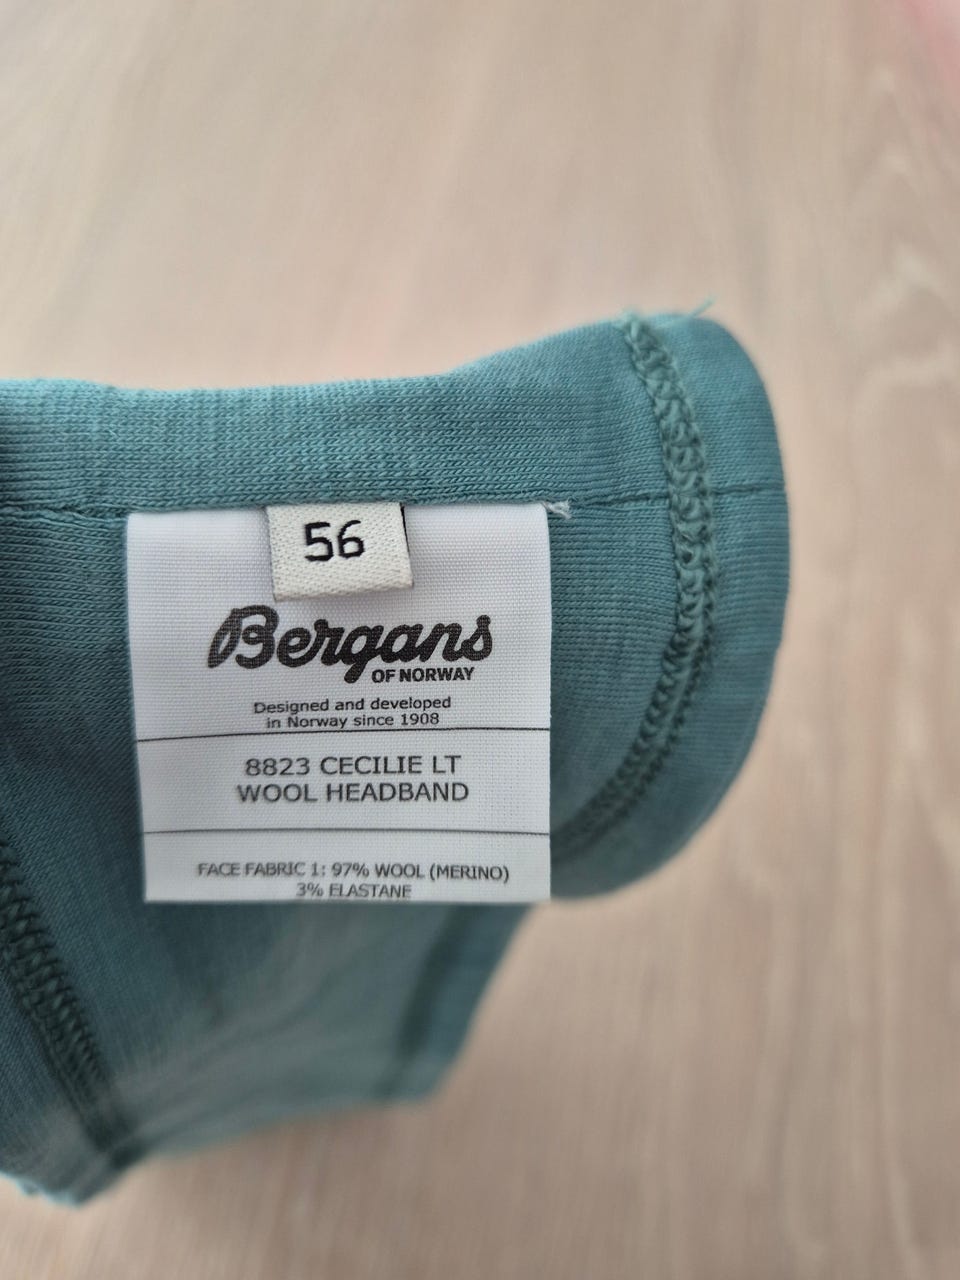 56
Bergans
OF NORWAY
Designed and developed
in Norway since 1908
8823 CECILIE LT
WOOL HEADBAND
FACE FABRIC 1: 97% WOOL (MERINO)
3% ELASTANE